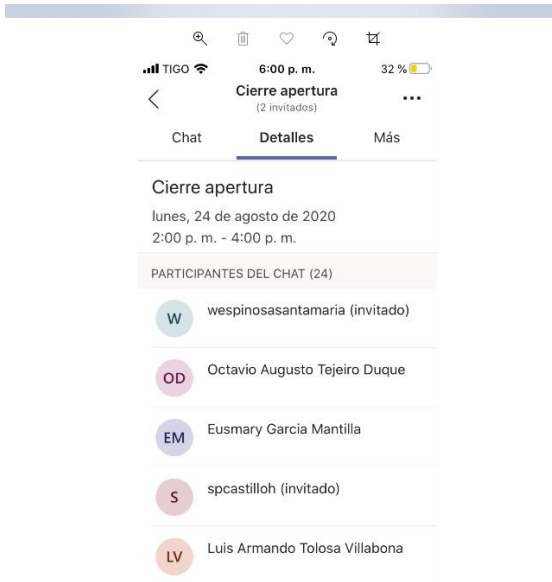 TIGO 6:00 p. m. 32 %
Cierre apertura
(2 invitados)
Chat Detalles Más
Cierre apertura
lunes, 24 de agosto de 2020
2:00 p. m. - 4:00 p. m.
PARTICIPANTES DEL CHAT (24)
W wespinosasantamaria (invitado)
OD Octavio Augusto Tejeiro Duque
EM Eusmary Garcia Mantilla
S spcastilloh (invitado)
LV Luis Armando Tolosa Villabona